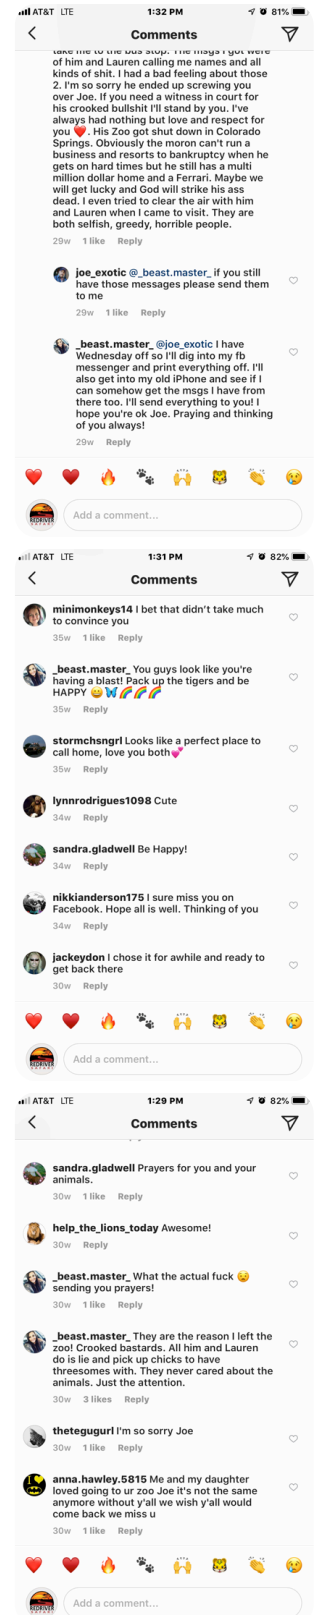 AT&T LTE 1:32 PM 81%
Comments
take me to the bus stop. The msgs I got were
of him and Lauren calling me names and all
kinds of shit. I had a bad feeling about those
2. I'm so sorry he ended up screwing you
over Joe. If you need a witness in court for
his crooked bullshit I'll stand by you. I've
always had nothing but love and respect for
you ❤️. His Zoo got shut down in Colorado
Springs. Obviously the moron can't run a
business and resorts to bankruptcy when he
gets on hard times but he still has a multi
million dollar home and a Ferrari. Maybe we
will get lucky and God will strike his ass
dead. I even tried to clear the air with him
and Lauren when I came to visit. They are
both selfish, greedy, horrible people.
29w 1 like Reply
joe_exotic @_beast.master_ if you still
have those messages please send them
to me
29w 1 like Reply
_beast.master_ @joe_exotic I have
Wednesday off so I'll dig into my fb
messenger and print everything off. I'll
also get into my old iPhone and see if I
can somehow get the msgs I have from
there too. I'll send everything to you! I
hope you're ok Joe. Praying and thinking
of you always!
29w Reply
REDRIVER
SAFARI
Add a comment...
AT&T LTE 1:31 PM 82%
Comments
minimonkeys14 I bet that didn't take much
to convince you
35w 1 like Reply
_beast.master_ You guys look like you're
having a blast! Pack up the tigers and be
HAPPY 😄🦋🌈🌈🌈
35w Reply
stormchsngrl Looks like a perfect place to
call home, love you both💕
35w Reply
lynnrodrigues1098 Cute
34w Reply
sandra.gladwell Be Happy!
34w Reply
nikkianderson175 I sure miss you on
Facebook. Hope all is well. Thinking of you
34w Reply
jackeydon I chose it for awhile and ready to
get back there
30w Reply
REDRIVER
SAFARI
Add a comment...
AT&T LTE 1:29 PM 82%
Comments
sandra.gladwell Prayers for you and your
animals.
30w 1 like Reply
help_the_lions_today Awesome!
30w Reply
_beast.master_ What the actual fuck 😧
sending you prayers!
30w 1 like Reply
_beast.master_ They are the reason I left the
zoo! Crooked bastards. All him and Lauren
do is lie and pick up chicks to have
threesomes with. They never cared about the
animals. Just the attention.
30w 3 likes Reply
thetegugurl I'm so sorry Joe
30w 1 like Reply
anna.hawley.5815 Me and my daughter
loved going to ur zoo Joe it's not the same
anymore without y'all we wish y'all would
come back we miss u
30w 1 like Reply
REDRIVER
Add a comment...